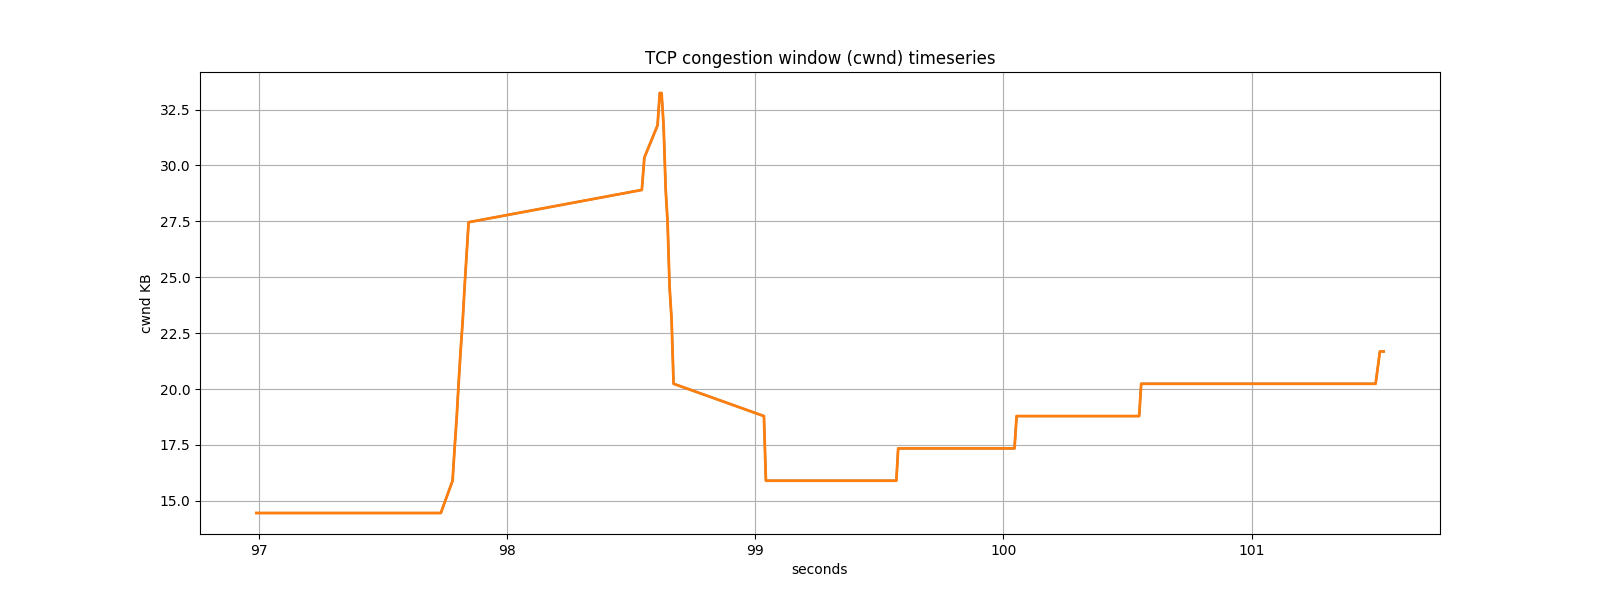 TCP congestion window (cwnd) timeseries
cwnd KB
32.5
30.0
27.5
25.0
22.5
20.0
17.5
15.0
97 98 99 100 101
seconds